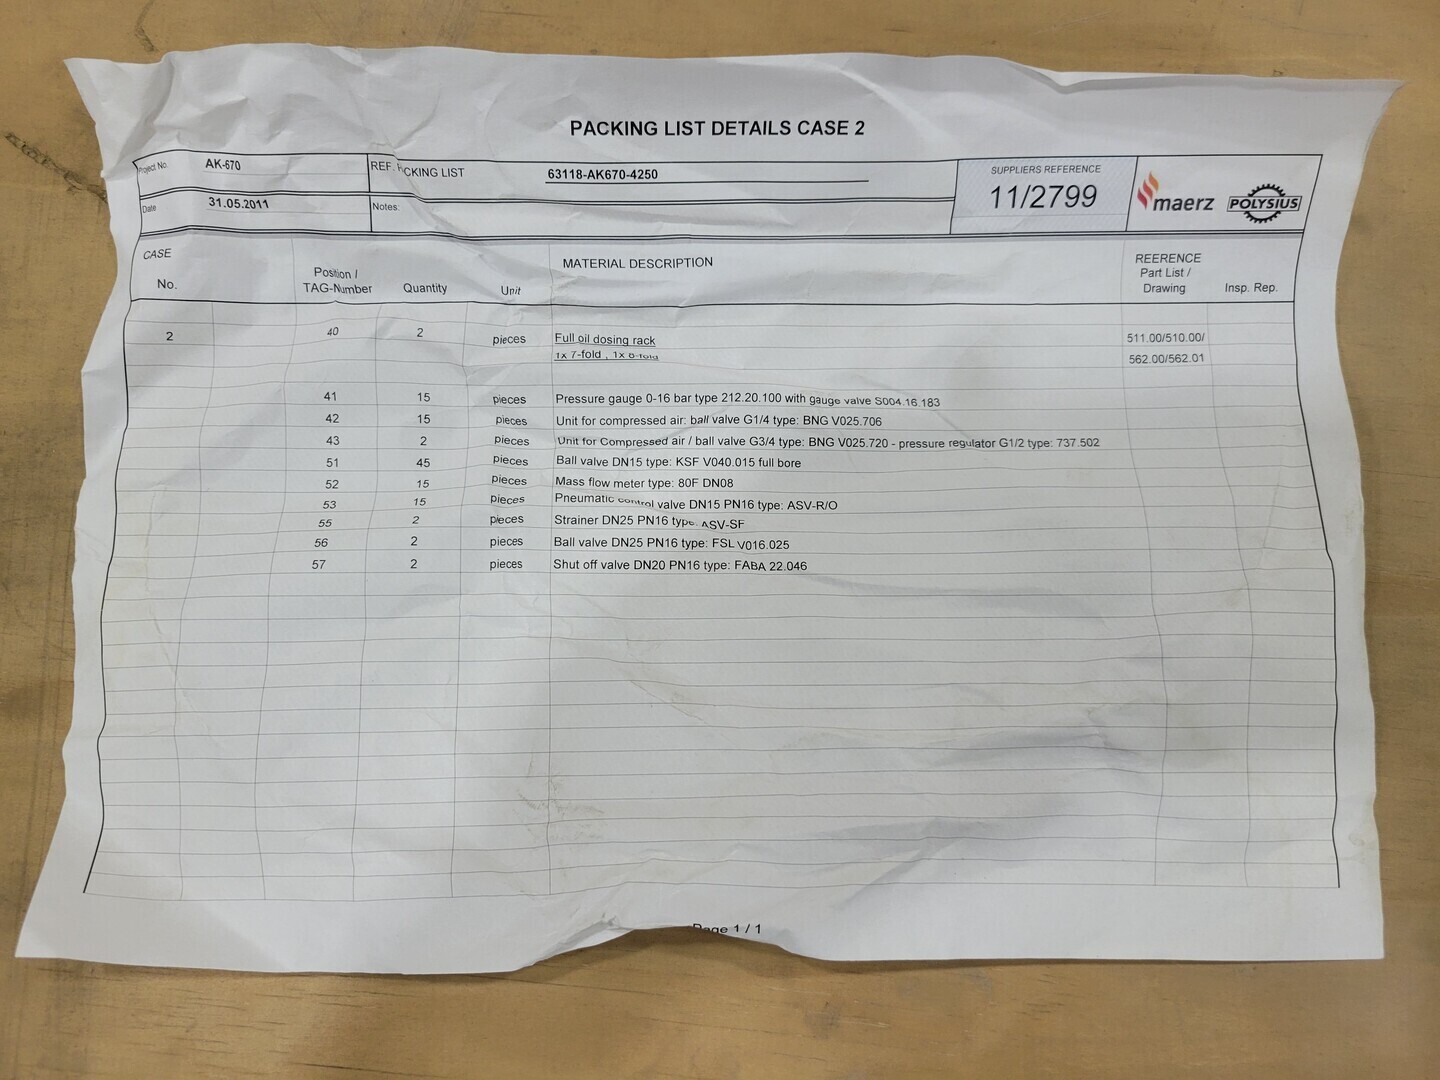 PACKING LIST DETAILS CASE 2
Project No. AK-670 REF. PACKING LIST 63118-AK670-4250 SUPPLIERS REFERENCE
11/2799 maerz POLYSIUS
Date 31.05.2011 Notes:
CASE No. Position / TAG-Number Quantity Unit MATERIAL DESCRIPTION REERENCE Part List / Drawing Insp. Rep.
2 40 2 pieces Full oil dosing rack 511.00/510.00/
1x 7-fold , 1x 8-fold 562.00/562.01
41 15 pieces Pressure gauge 0-16 bar type 212.20.100 with gauge valve S004.16.183
42 15 pieces Unit for compressed air: ball valve G1/4 type: BNG V025.706
43 2 pieces Unit for Compressed air / ball valve G3/4 type: BNG V025.720 - pressure regulator G1/2 type: 737.502
51 45 pieces Ball valve DN15 type: KSF V040.015 full bore
52 15 pieces Mass flow meter type: 80F DN08
53 15 pieces Pneumatic control valve DN15 PN16 type: ASV-R/O
55 2 pieces Strainer DN25 PN16 type: ASV-SF
56 2 pieces Ball valve DN25 PN16 type: FSL V016.025
57 2 pieces Shut off valve DN20 PN16 type: FABA 22.046
Page 1 / 1